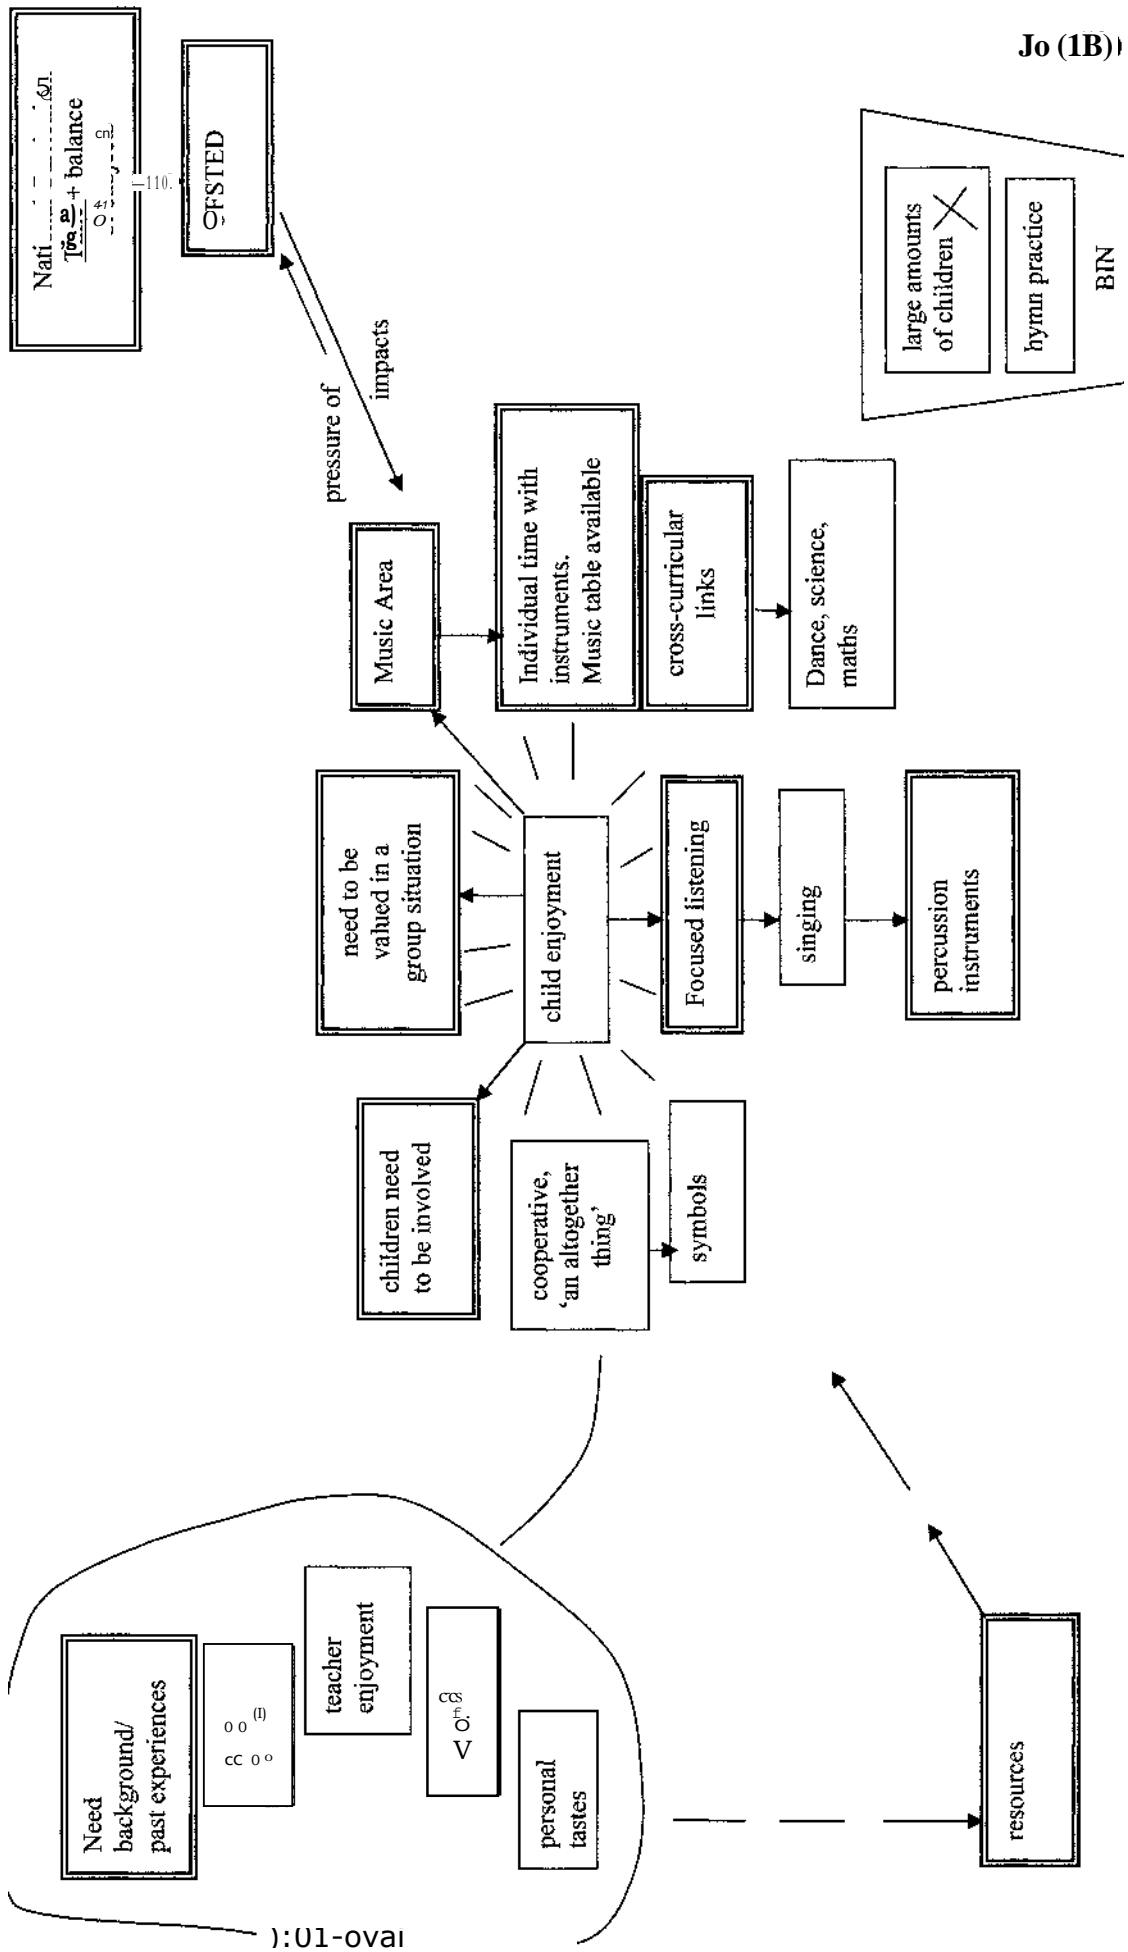 Jo (1B)
+ balance
OFSTED
pressure of
impacts
Music Area
Individual time with
instruments.
Music table available
cross-curricular
links
Dance, science,
maths
large amounts
of children
hymn practice
BIN
need to be
valued in a
group situation
child enjoyment
Focused listening
singing
percussion
instruments
children need
to be involved
cooperative,
‘an altogether
thing’
symbols
Need
background/
past experiences
teacher
enjoyment
personal
tastes
resources